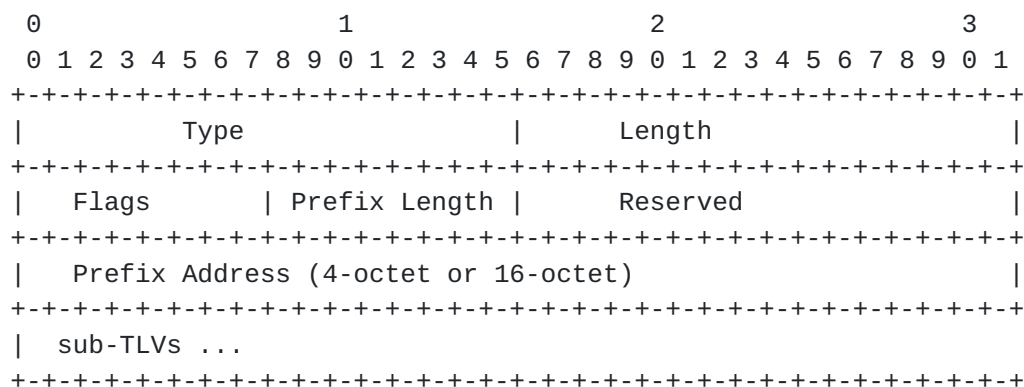 0                   1                   2                   3
 0 1 2 3 4 5 6 7 8 9 0 1 2 3 4 5 6 7 8 9 0 1 2 3 4 5 6 7 8 9 0 1
+-+-+-+-+-+-+-+-+-+-+-+-+-+-+-+-+-+-+-+-+-+-+-+-+-+-+-+-+-+-+-+-+
|          Type                 |      Length                   |
+-+-+-+-+-+-+-+-+-+-+-+-+-+-+-+-+-+-+-+-+-+-+-+-+-+-+-+-+-+-+-+-+
|   Flags       | Prefix Length |      Reserved                 |
+-+-+-+-+-+-+-+-+-+-+-+-+-+-+-+-+-+-+-+-+-+-+-+-+-+-+-+-+-+-+-+-+
|   Prefix Address (4-octet or 16-octet)                        |
+-+-+-+-+-+-+-+-+-+-+-+-+-+-+-+-+-+-+-+-+-+-+-+-+-+-+-+-+-+-+-+-+
|  sub-TLVs ...
+-+-+-+-+-+-+-+-+-+-+-+-+-+-+-+-+-+-+-+-+-+-+-+-+-+-+-+-+-+-+-+-+